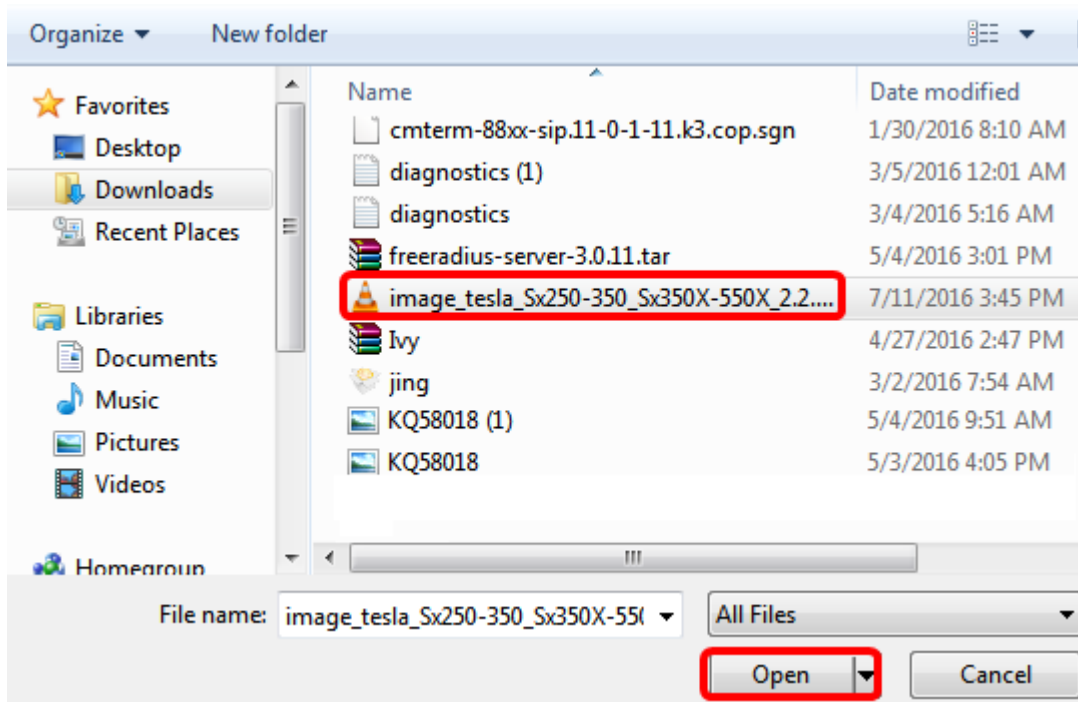 Organize New folder
Favorites
Desktop
Downloads
Recent Places
Libraries
Documents
Music
Pictures
Videos
Homegroup
Name Date modified
cmterm-88xx-sip.11-0-1-11.k3.cop.sgn 1/30/2016 8:10 AM
diagnostics (1) 3/5/2016 12:01 AM
diagnostics 3/4/2016 5:16 AM
freeradius-server-3.0.11.tar 5/4/2016 3:01 PM
image_tesla_Sx250-350_Sx350X-550X_2.2.... 7/11/2016 3:45 PM
Ivy 4/27/2016 2:47 PM
jing 3/2/2016 7:54 AM
KQ58018 (1) 5/4/2016 9:51 AM
KQ58018 5/3/2016 4:05 PM
File name: image_tesla_Sx250-350_Sx350X-55( All Files
Open Cancel